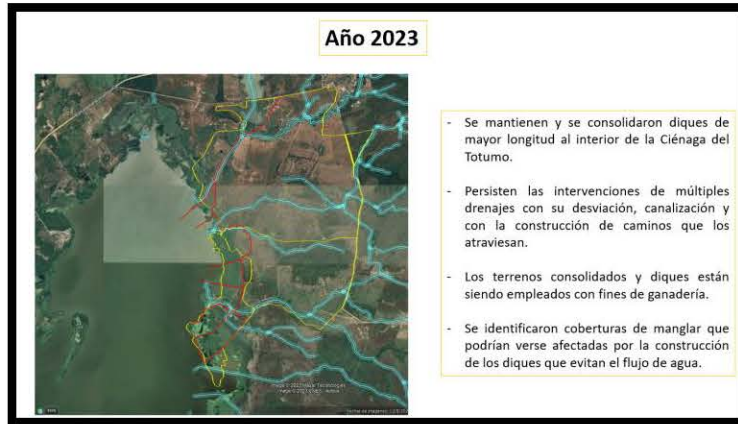 Año 2023
- Se mantienen y se consolidaron diques de
mayor longitud al interior de la Ciénaga del
Totumo.
- Persisten las intervenciones de múltiples
drenajes con su desviación, canalización y
con la construcción de caminos que los
atraviesan.
- Los terrenos consolidados y diques están
siendo empleados con fines de ganadería.
- Se identificaron coberturas de manglar que
podrían verse afectadas por la construcción
de los diques que evitan el flujo de agua.